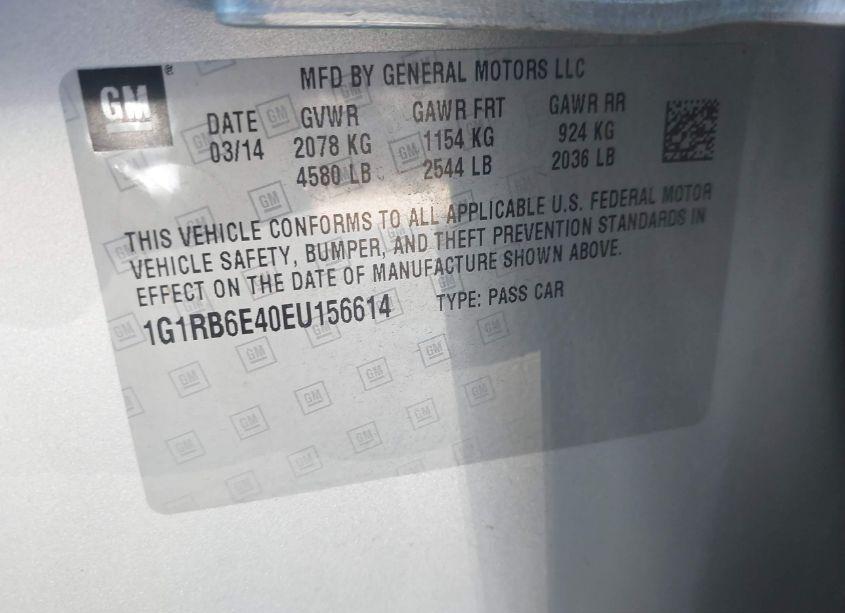 GM
MFD BY GENERAL MOTORS LLC
DATE GVWR GAWR FRT GAWR RR
03/14 2078 KG 1154 KG 924 KG
4580 LB 2544 LB 2036 LB
THIS VEHICLE CONFORMS TO ALL APPLICABLE U.S. FEDERAL MOTOR
VEHICLE SAFETY, BUMPER, AND THEFT PREVENTION STANDARDS IN
EFFECT ON THE DATE OF MANUFACTURE SHOWN ABOVE.
1G1RB6E40EU156614 TYPE: PASS CAR